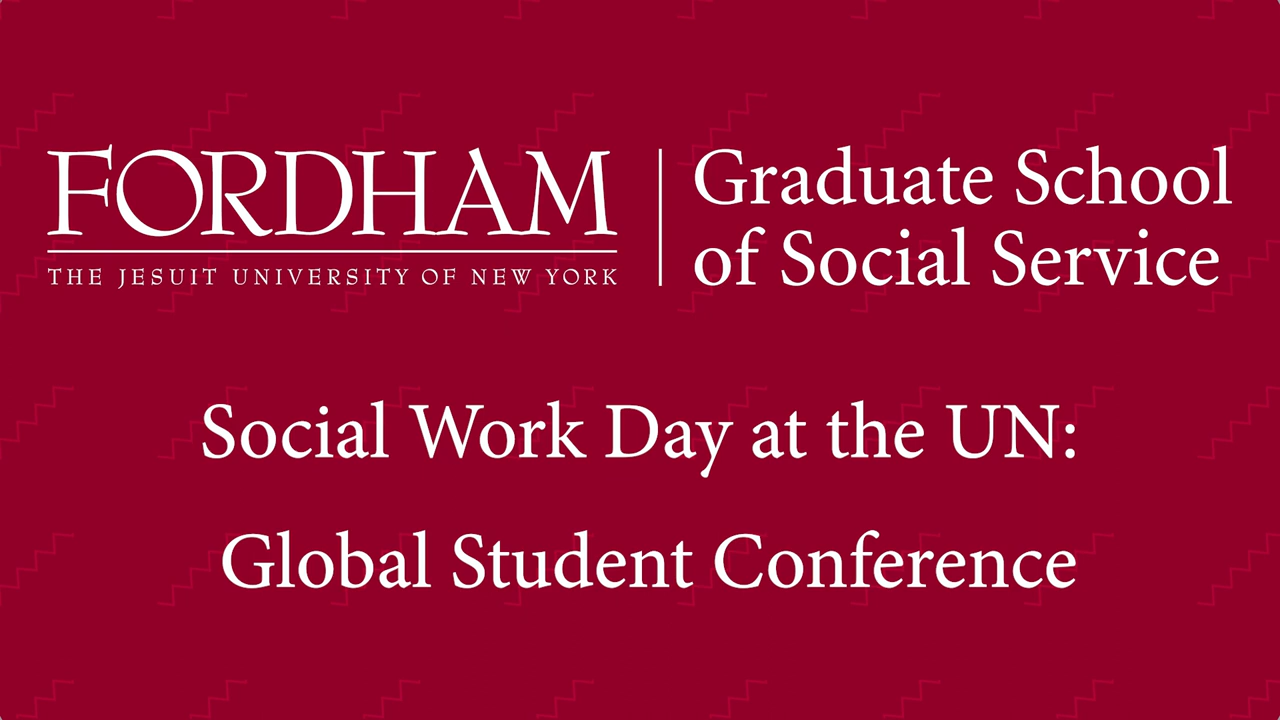 FORDHAM
THE JESUIT UNIVERSITY OF NEW YORK
Graduate School
of Social Service
Social Work Day at the UN:
Global Student Conference